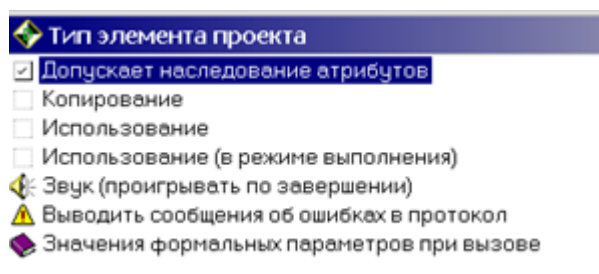 Тип элемента проекта
Допускает наследование атрибутов
Копирование
Использование
Использование (в режиме выполнения)
Звук (проигрывать по завершении)
Выводить сообщения об ошибках в протокол
Значения формальных параметров при вызове